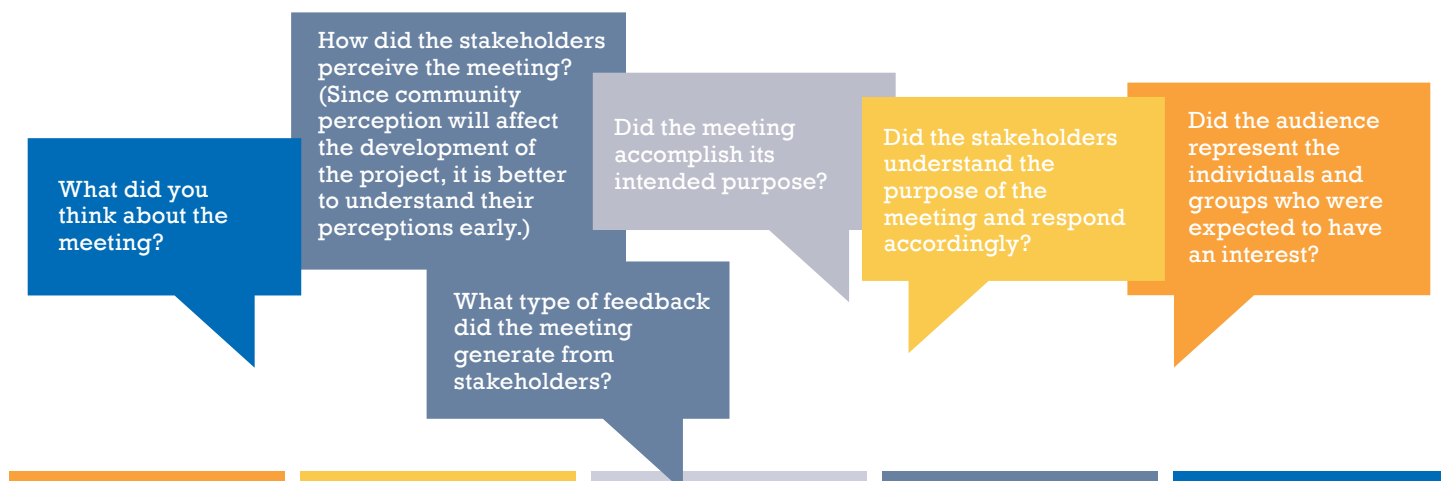 What did you
think about the
meeting?
How did the stakeholders
perceive the meeting?
(Since community
perception will affect
the development of
the project, it is better
to understand their
perceptions early.)
What type of feedback
did the meeting
generate from
stakeholders?
Did the meeting
accomplish its
intended purpose?
Did the stakeholders
understand the
purpose of the
meeting and respond
accordingly?
Did the audience
represent the
individuals and
groups who were
expected to have
an interest?